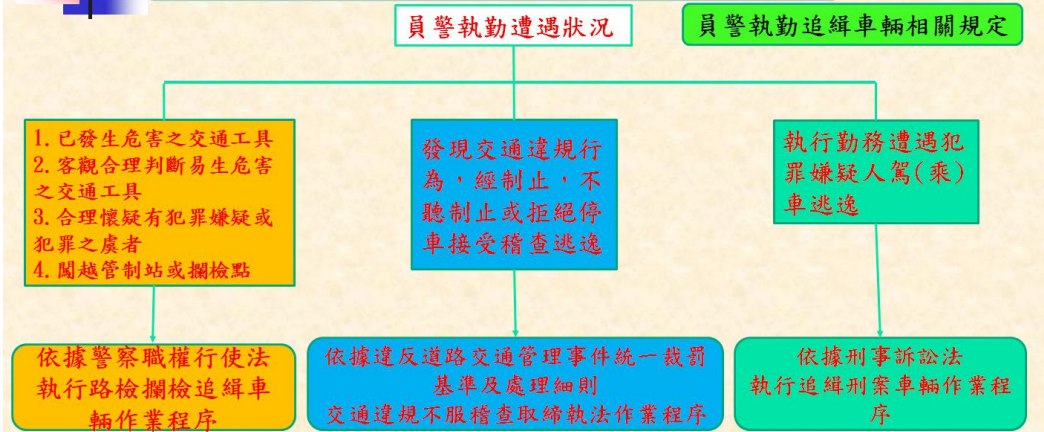 員警執勤遭遇狀況
員警執勤追緝車輛相關規定
1. 已發生危害之交通工具
2. 客觀合理判斷易生危害
之交通工具
3. 合理懷疑有犯罪嫌疑或
犯罪之虞者
4. 闖越管制站或攔檢點
發現交通違規行
為，經制止，不
聽制止或拒絕停
車接受稽查逃逸
執行勤務遭遇犯
罪嫌疑人駕(乘)
車逃逸
依據警察職權行使法
執行路檢攔檢追緝車
輛作業程序
依據違反道路交通管理事件統一裁罰
基準及處理細則
交通違規不服稽查取締執法作業程序
依據刑事訴訟法
執行追緝刑案車輛作業程
序